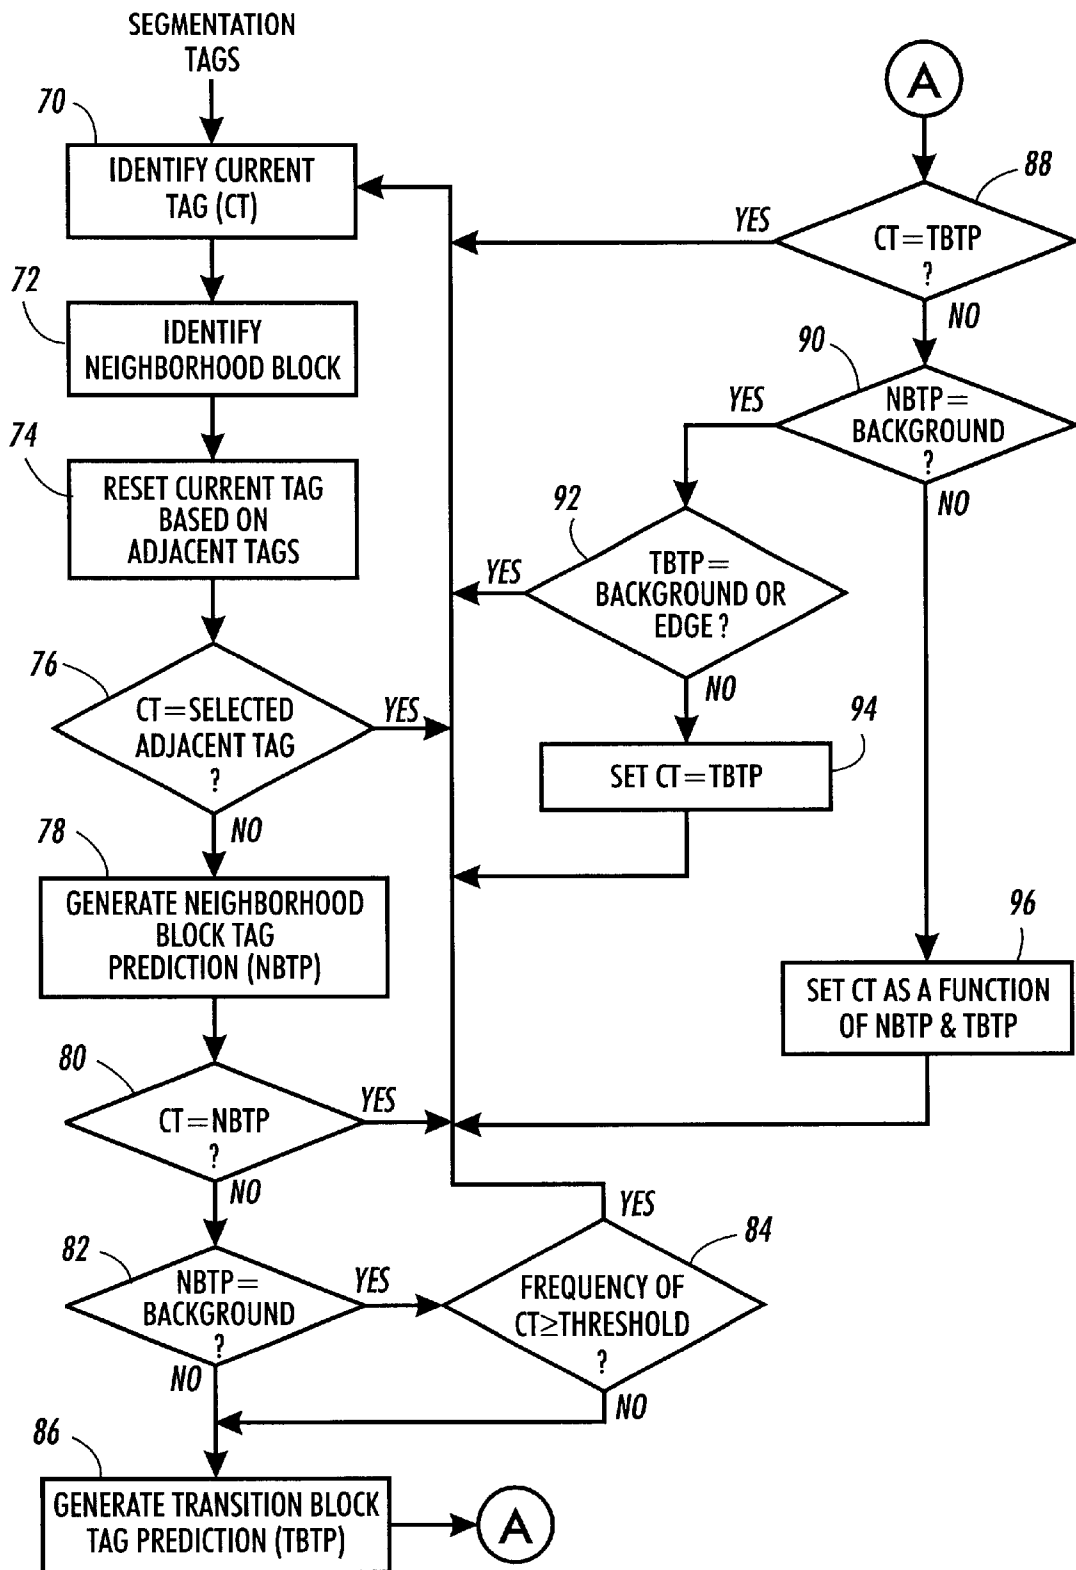 SEGMENTATION
TAGS
70
IDENTIFY CURRENT
TAG (CT)
72
IDENTIFY
NEIGHBORHOOD BLOCK
74
RESET CURRENT TAG
BASED ON
ADJACENT TAGS
76
CT=SELECTED
ADJACENT TAG
?
YES
NO
78
GENERATE NEIGHBORHOOD
BLOCK TAG
PREDICTION (NBTP)
80
CT=NBTP
?
YES
NO
82
NBTP=
BACKGROUND
?
YES
NO
84
FREQUENCY OF
CT≥THRESHOLD
?
YES
NO
86
GENERATE TRANSITION BLOCK
TAG PREDICTION (TBTP)
A
A
88
CT=TBTP
?
YES
NO
90
NBTP=
BACKGROUND
?
YES
NO
92
TBTP=
BACKGROUND OR
EDGE?
YES
NO
94
SET CT=TBTP
96
SET CT AS A FUNCTION
OF NBTP & TBTP